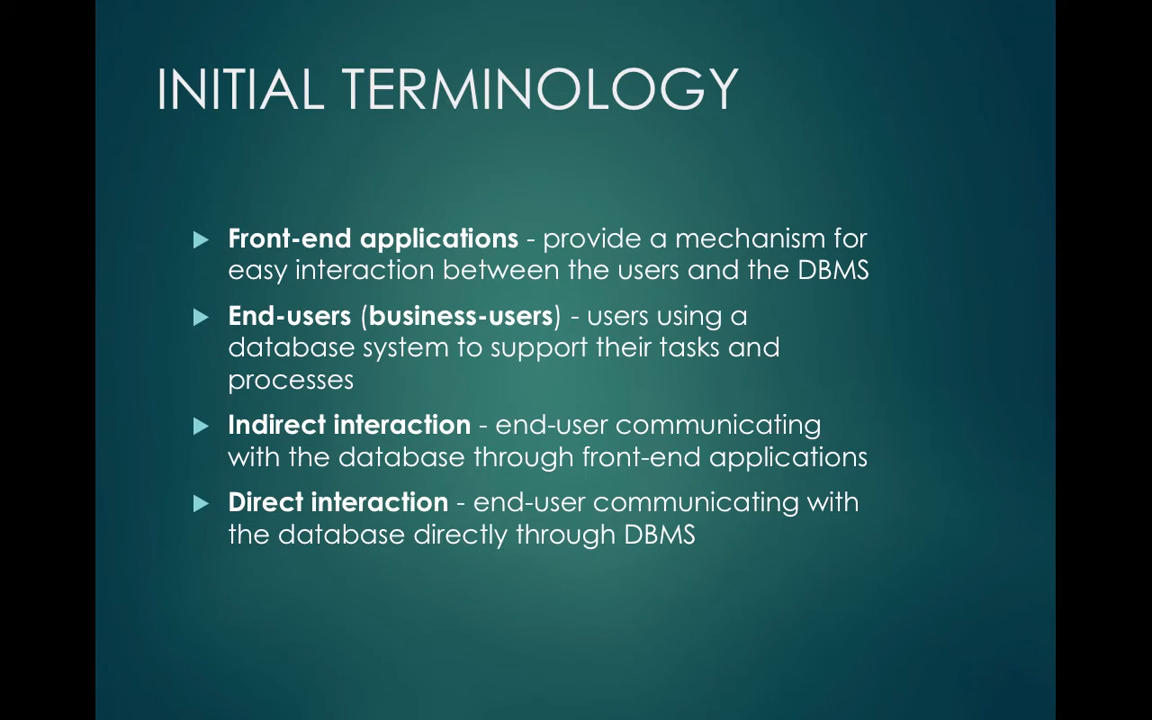 INITIAL TERMINOLOGY
Front-end applications - provide a mechanism for
easy interaction between the users and the DBMS
End-users (business-users) - users using a
database system to support their tasks and
processes
Indirect interaction - end-user communicating
with the database through front-end applications
Direct interaction - end-user communicating with
the database directly through DBMS